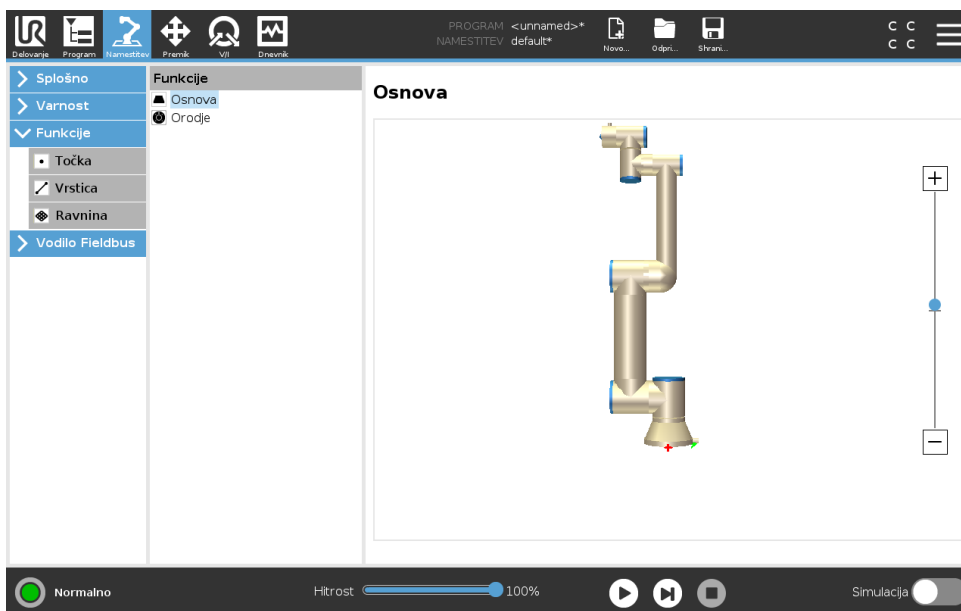 UR
PROGRAM <unnamed>*
NAMESTITEV default*
C C
C C
Delovanje Program Namestitev Premik V/I Dnevnik Novo... Odpri... Shrani...
Splošno
Varnost
Funkcije
Točka
Vrstica
Ravnina
Vodilo Fieldbus
Funkcije
Osnova
Orodje
Osnova
Normalno
Hitrost 100%
Simulacija